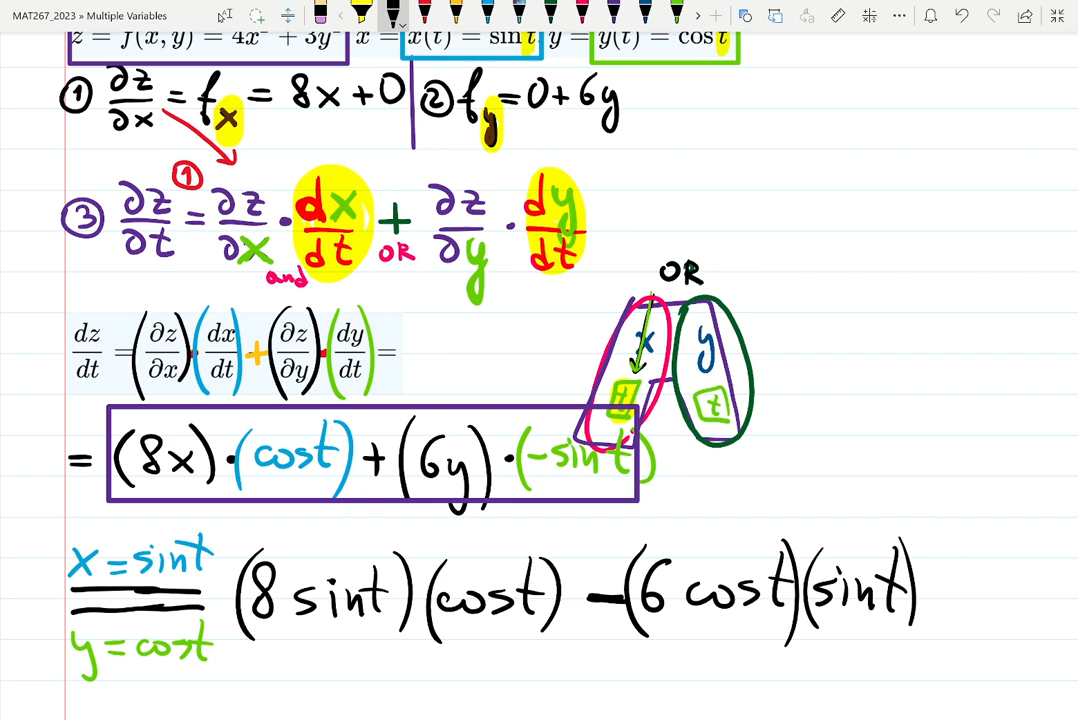 MAT267_2023 » Multiple Variables
z = f(x, y) = 4x² + 3y² x = x(t) = sin t, y = y(t) = cos t
① ∂z/∂x = fx = 8x + 0 ② fy = 0 + 6y
①
③ ∂z/∂t = ∂z/∂x · dx/dt + ∂z/∂y · dy/dt
and OR
OR
x y
t t
dz/dt = (∂z/∂x)·(dx/dt) + (∂z/∂y)·(dy/dt) =
= (8x)·(cost) + (6y)·(-sint)
x = sint
= (8 sint)(cost) - (6 cost)(sint)
y = cost